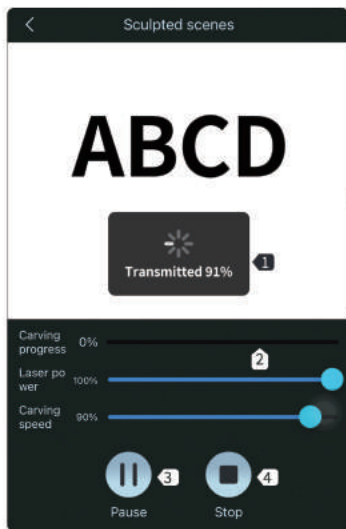 Sculpted scenes
ABCD
Transmitted 91%
1
Carving
progress 0%
2
Laser po
wer 100%
Carving
speed 90%
3
4
Pause Stop